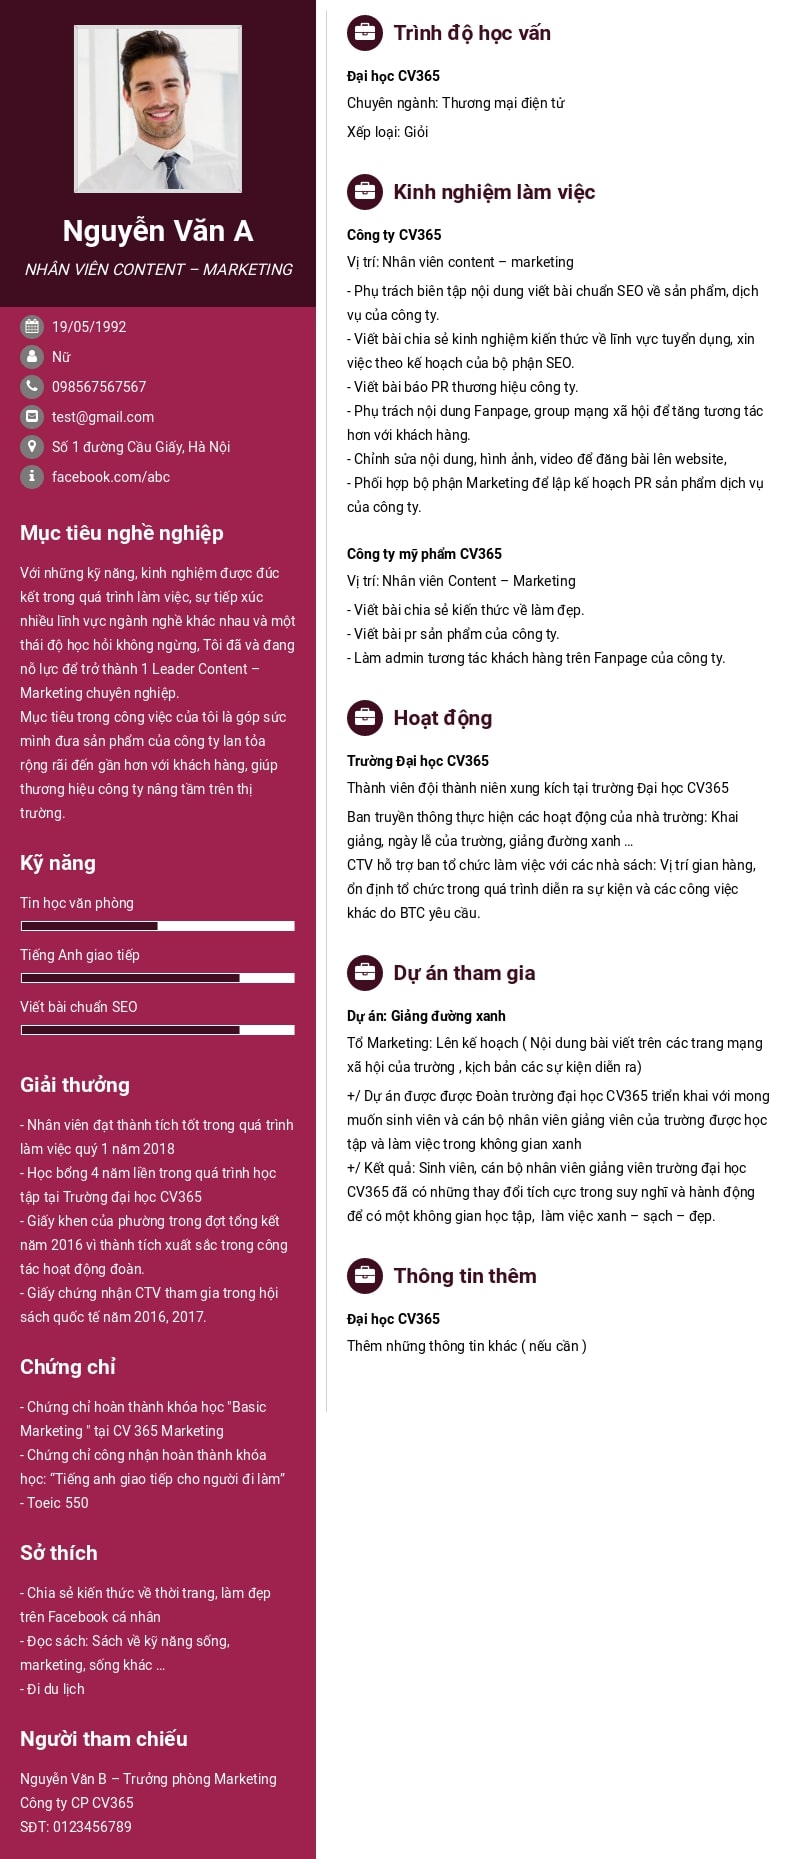 Nguyễn Văn A
NHÂN VIÊN CONTENT – MARKETING
19/05/1992
Nữ
098567567567
test@gmail.com
Số 1 đường Cầu Giấy, Hà Nội
facebook.com/abc
Mục tiêu nghề nghiệp
Với những kỹ năng, kinh nghiệm được đúc
kết trong quá trình làm việc, sự tiếp xúc
nhiều lĩnh vực ngành nghề khác nhau và một
thái độ học hỏi không ngừng, Tôi đã và đang
nỗ lực để trở thành 1 Leader Content –
Marketing chuyên nghiệp.
Mục tiêu trong công việc của tôi là góp sức
mình đưa sản phẩm của công ty lan tỏa
rộng rãi đến gần hơn với khách hàng, giúp
thương hiệu công ty nâng tầm trên thị
trường.
Kỹ năng
Tin học văn phòng
Tiếng Anh giao tiếp
Viết bài chuẩn SEO
Giải thưởng
- Nhân viên đạt thành tích tốt trong quá trình
làm việc quý 1 năm 2018
- Học bổng 4 năm liền trong quá trình học
tập tại Trường đại học CV365
- Giấy khen của phường trong đợt tổng kết
năm 2016 vì thành tích xuất sắc trong công
tác hoạt động đoàn.
- Giấy chứng nhận CTV tham gia trong hội
sách quốc tế năm 2016, 2017.
Chứng chỉ
- Chứng chỉ hoàn thành khóa học "Basic
Marketing " tại CV 365 Marketing
- Chứng chỉ công nhận hoàn thành khóa
học: “Tiếng anh giao tiếp cho người đi làm”
- Toeic 550
Sở thích
- Chia sẻ kiến thức về thời trang, làm đẹp
trên Facebook cá nhân
- Đọc sách: Sách về kỹ năng sống,
marketing, sống khác ...
- Đi du lịch
Người tham chiếu
Nguyễn Văn B – Trưởng phòng Marketing
Công ty CP CV365
SĐT: 0123456789
Trình độ học vấn
Đại học CV365
Chuyên ngành: Thương mại điện tử
Xếp loại: Giỏi
Kinh nghiệm làm việc
Công ty CV365
Vị trí: Nhân viên content – marketing
- Phụ trách biên tập nội dung viết bài chuẩn SEO về sản phẩm, dịch
vụ của công ty.
- Viết bài chia sẻ kinh nghiệm kiến thức về lĩnh vực tuyển dụng, xin
việc theo kế hoạch của bộ phận SEO.
- Viết bài báo PR thương hiệu công ty.
- Phụ trách nội dung Fanpage, group mạng xã hội để tăng tương tác
hơn với khách hàng.
- Chỉnh sửa nội dung, hình ảnh, video để đăng bài lên website,
- Phối hợp bộ phận Marketing để lập kế hoạch PR sản phẩm dịch vụ
của công ty.
Công ty mỹ phẩm CV365
Vị trí: Nhân viên Content – Marketing
- Viết bài chia sẻ kiến thức về làm đẹp.
- Viết bài pr sản phẩm của công ty.
- Làm admin tương tác khách hàng trên Fanpage của công ty.
Hoạt động
Trường Đại học CV365
Thành viên đội thành niên xung kích tại trường Đại học CV365
Ban truyền thông thực hiện các hoạt động của nhà trường: Khai
giảng, ngày lễ của trường, giảng đường xanh ...
CTV hỗ trợ ban tổ chức làm việc với các nhà sách: Vị trí gian hàng,
ổn định tổ chức trong quá trình diễn ra sự kiện và các công việc
khác do BTC yêu cầu.
Dự án tham gia
Dự án: Giảng đường xanh
Tổ Marketing: Lên kế hoạch ( Nội dung bài viết trên các trang mạng
xã hội của trường , kịch bản các sự kiện diễn ra)
+/ Dự án được được Đoàn trường đại học CV365 triển khai với mong
muốn sinh viên và cán bộ nhân viên giảng viên của trường được học
tập và làm việc trong không gian xanh
+/ Kết quả: Sinh viên, cán bộ nhân viên giảng viên trường đại học
CV365 đã có những thay đổi tích cực trong suy nghĩ và hành động
để có một không gian học tập,  làm việc xanh – sạch – đẹp.
Thông tin thêm
Đại học CV365
Thêm những thông tin khác ( nếu cần )